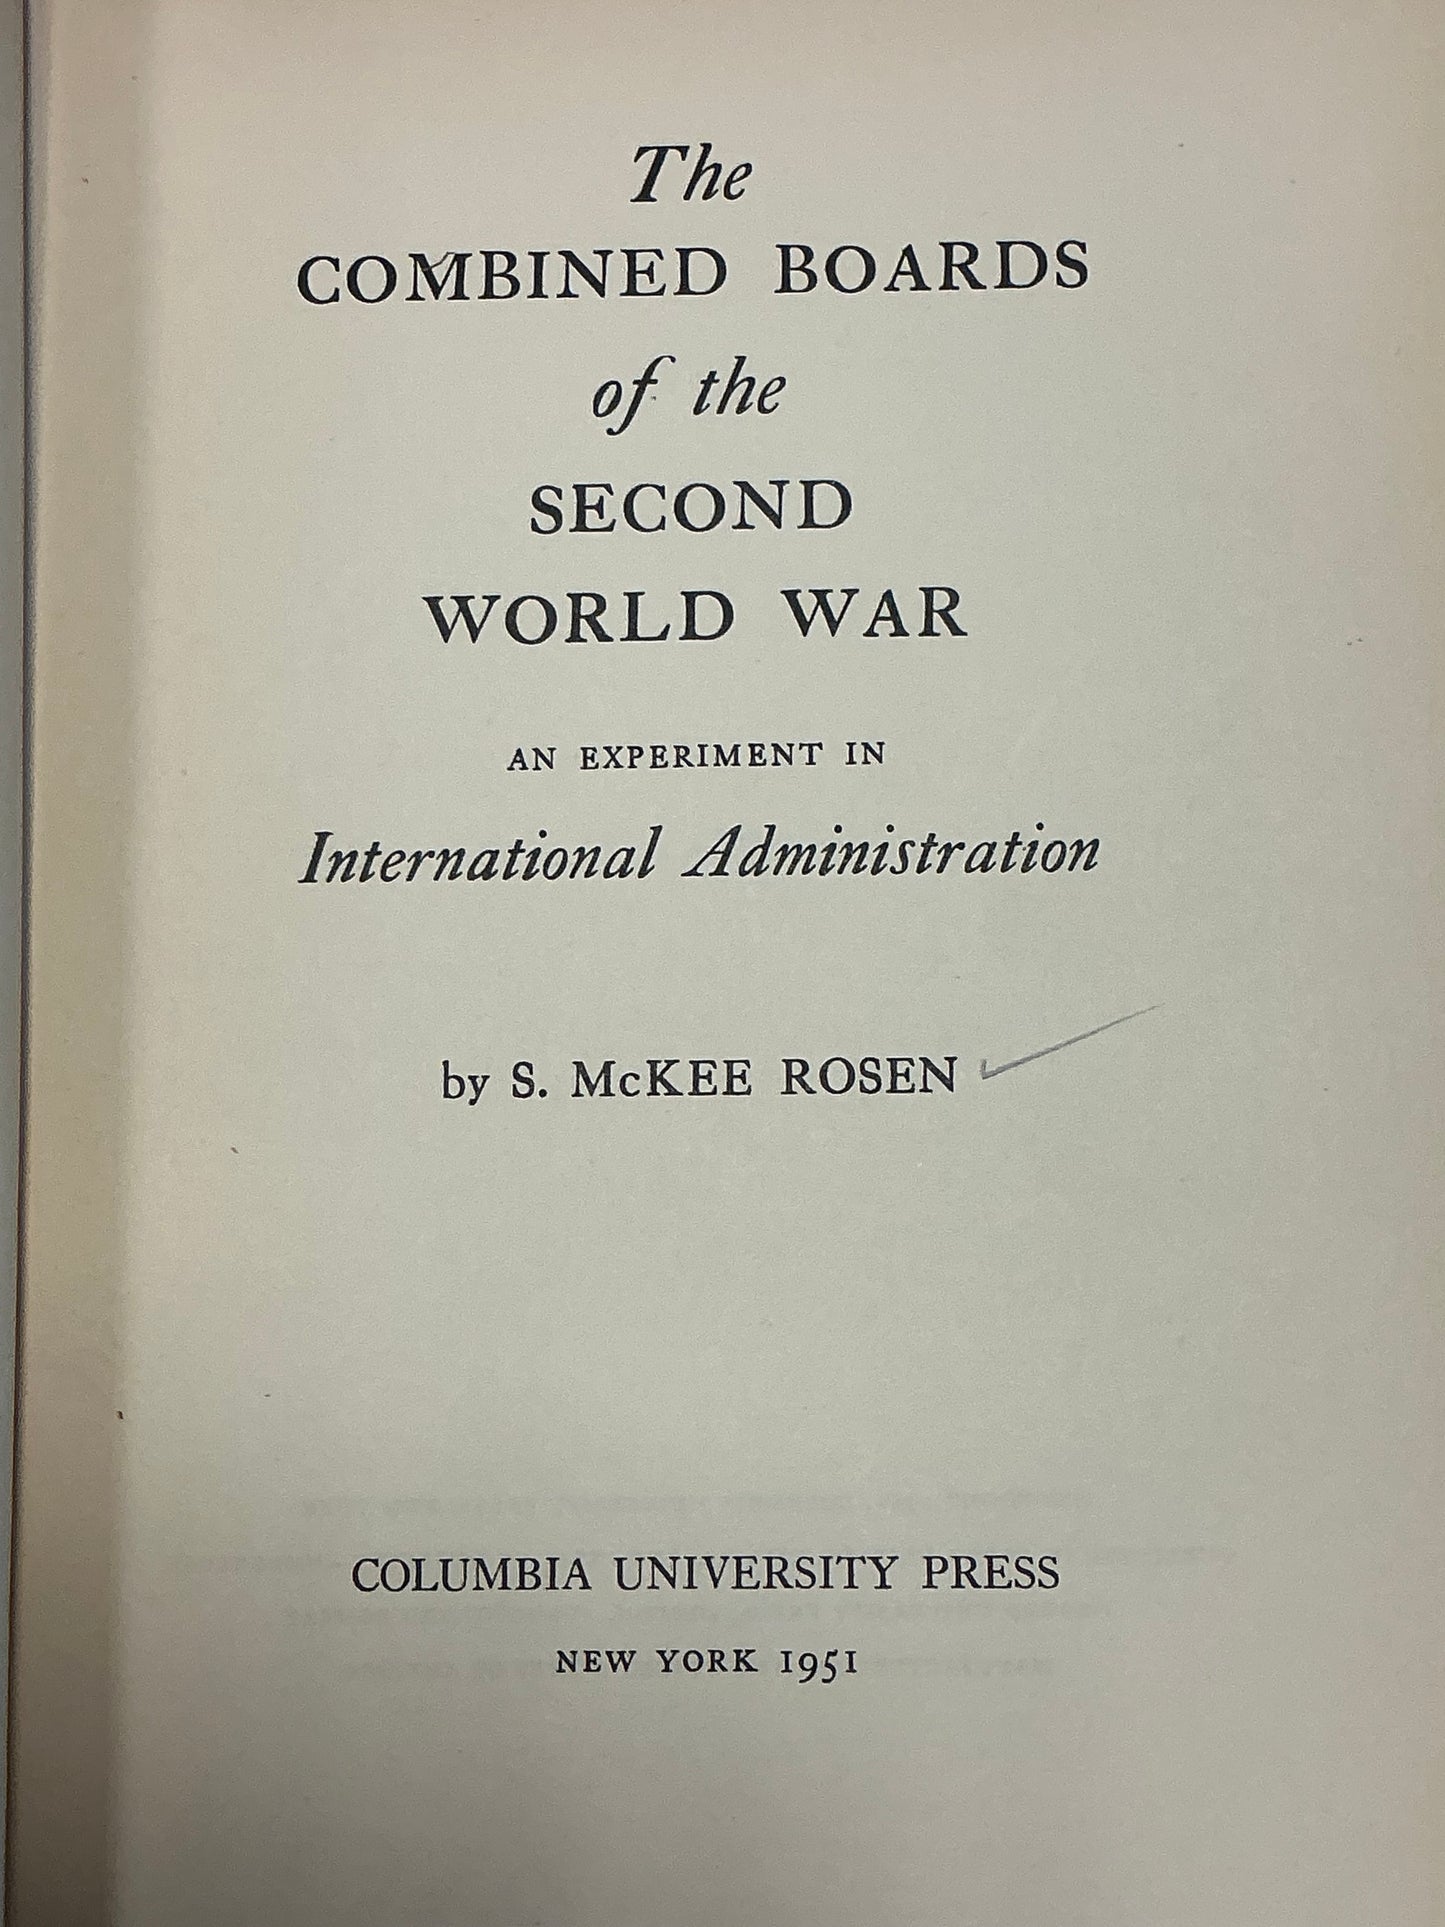 The
COMBINED BOARDS
of the
SECOND
WORLD WAR
AN EXPERIMENT IN
International Administration
by S. McKEE ROSEN
COLUMBIA UNIVERSITY PRESS
NEW YORK 1951